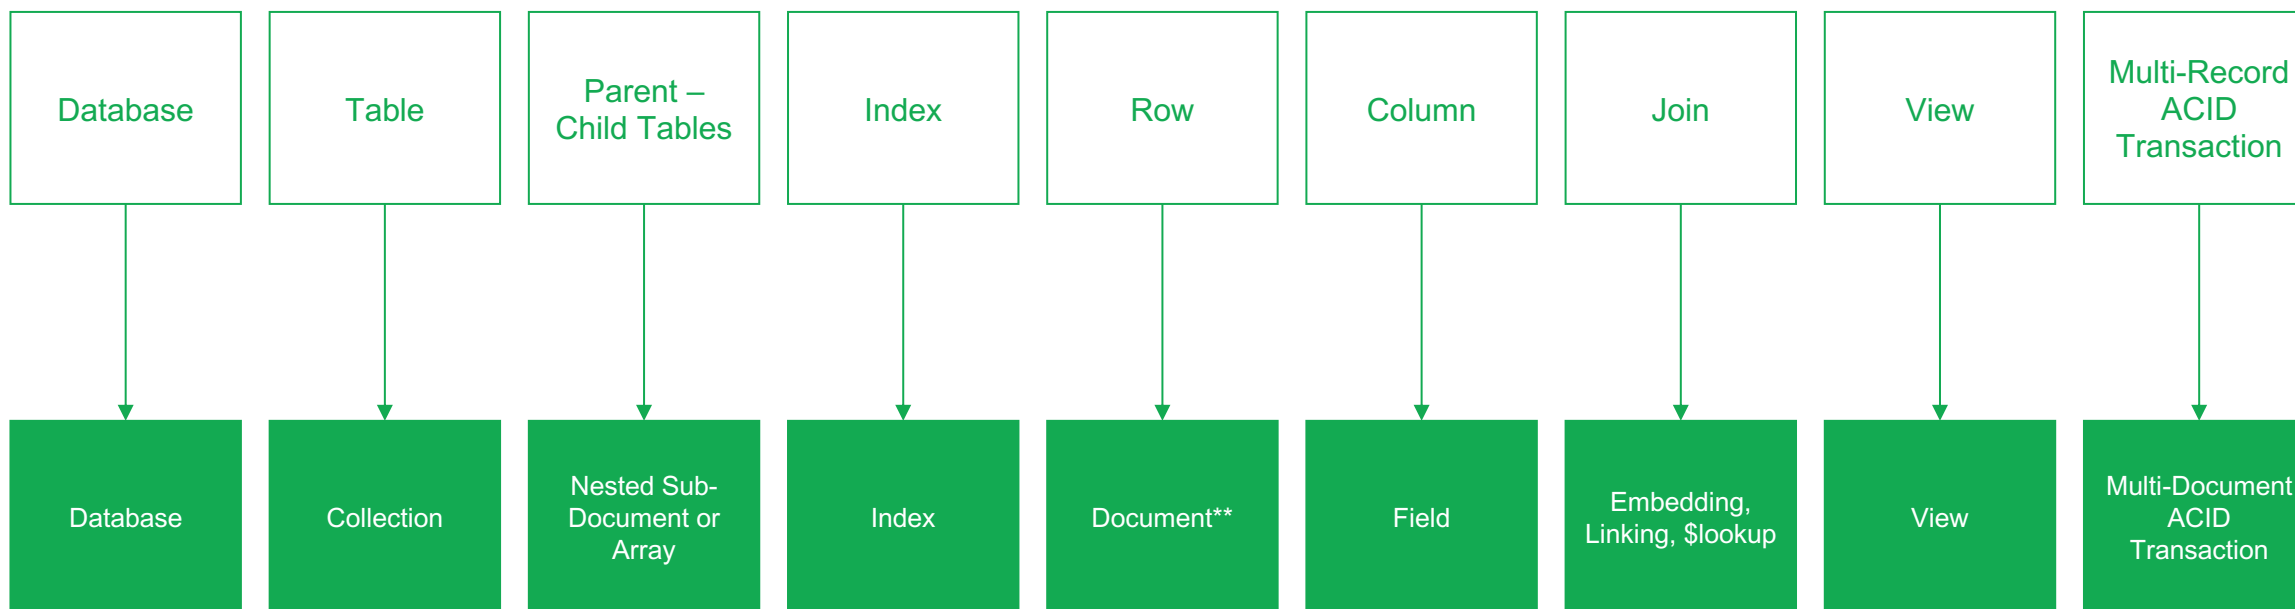 Database
Table
Parent –
Child Tables
Index
Row
Column
Join
View
Multi-Record
ACID
Transaction
Database
Collection
Nested Sub-
Document or
Array
Index
Document**
Field
Embedding,
Linking, $lookup
View
Multi-Document
ACID
Transaction